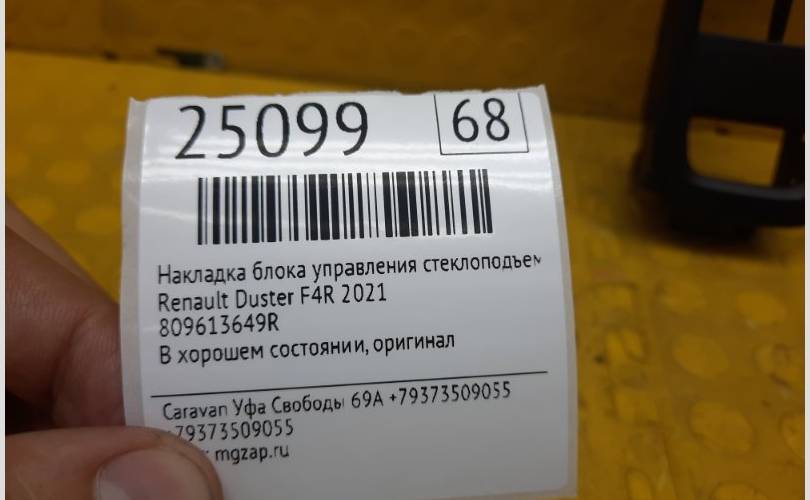 25099 68
Накладка блока управления стеклоподъем
Renault Duster F4R 2021
809613649R
В хорошем состоянии, оригинал
Caravan Уфа Свободы 69А +79373509055
+79373509055
mgzap.ru